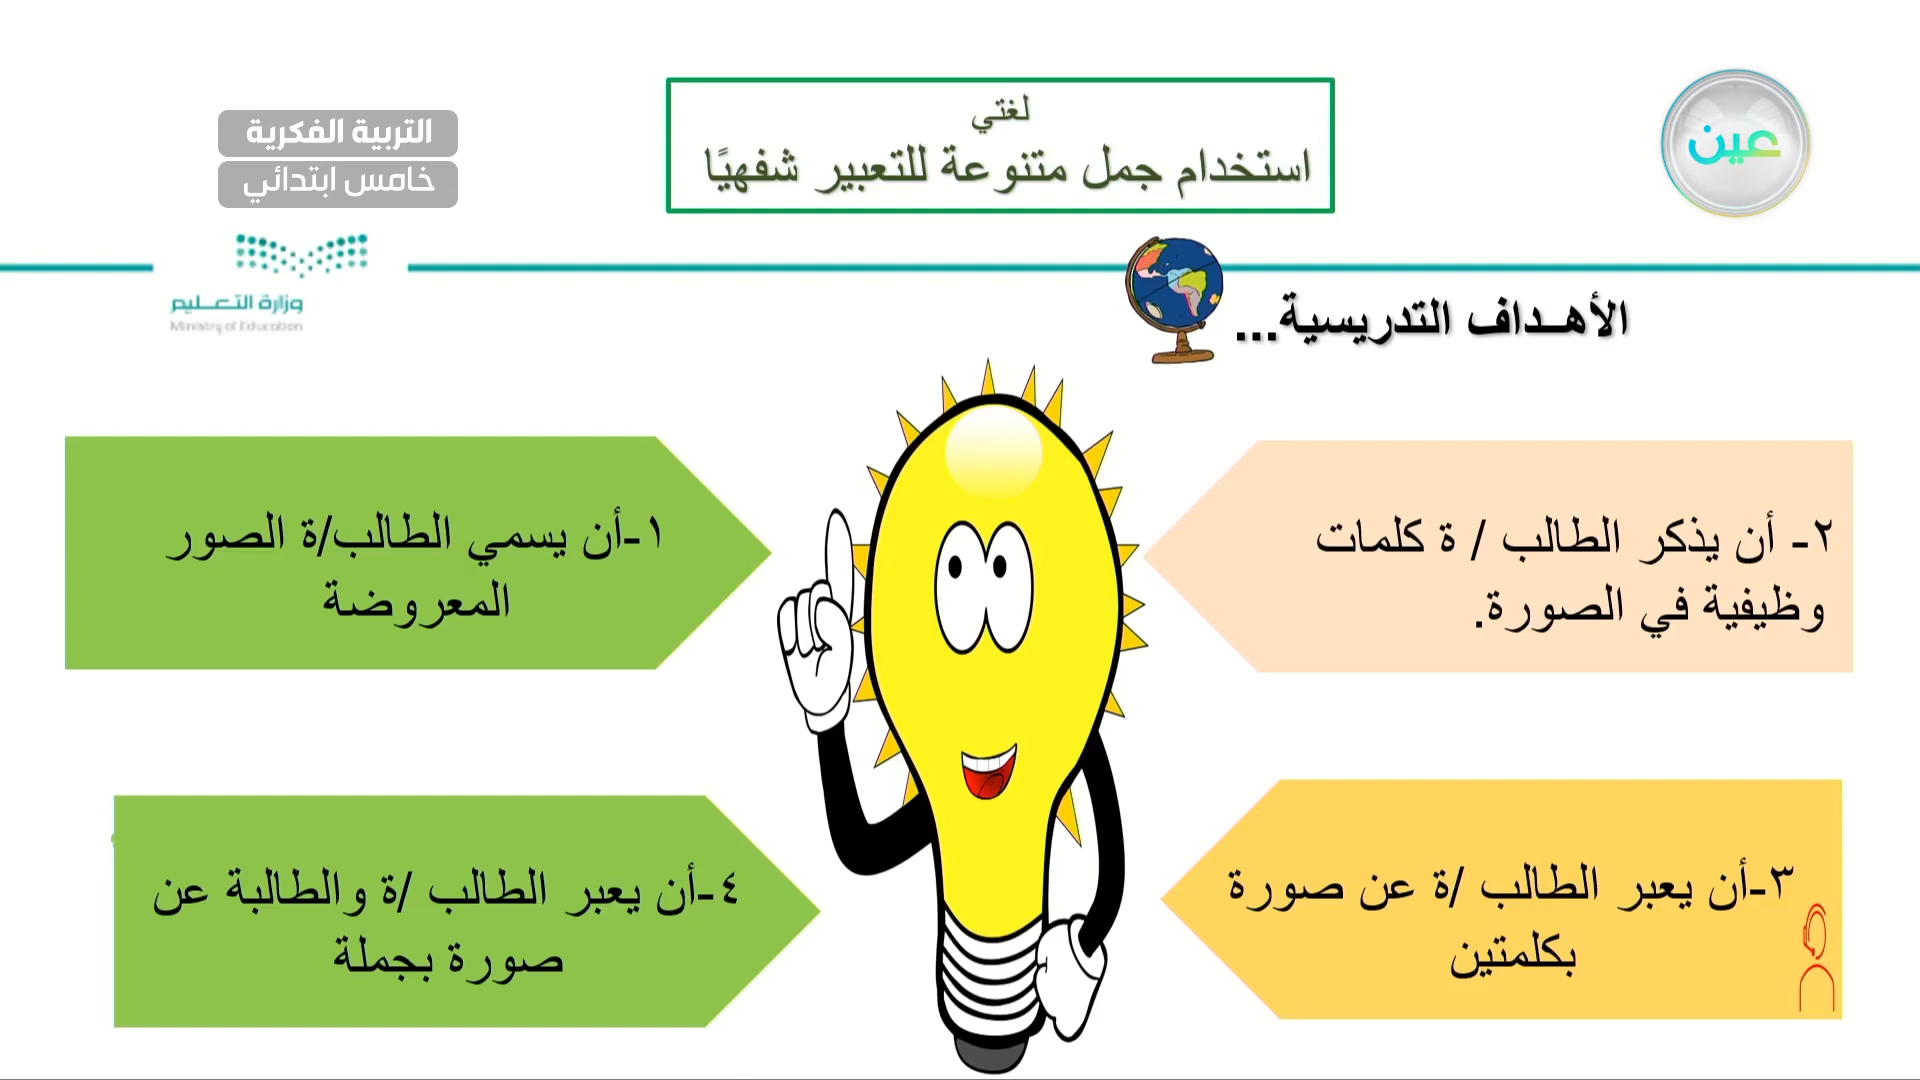 عين
لغتي
استخدام جمل متنوعة للتعبير شفهيًا
التربية الفكرية
خامس ابتدائي
وزارة التعليم
Ministry of Education
الأهـداف التدريسية...
١-أن يسمي الطالب/ة الصور
المعروضة
٢- أن يذكر الطالب / ة كلمات
وظيفية في الصورة.
٣-أن يعبر الطالب /ة عن صورة
بكلمتين
٤-أن يعبر الطالب /ة والطالبة عن
صورة بجملة